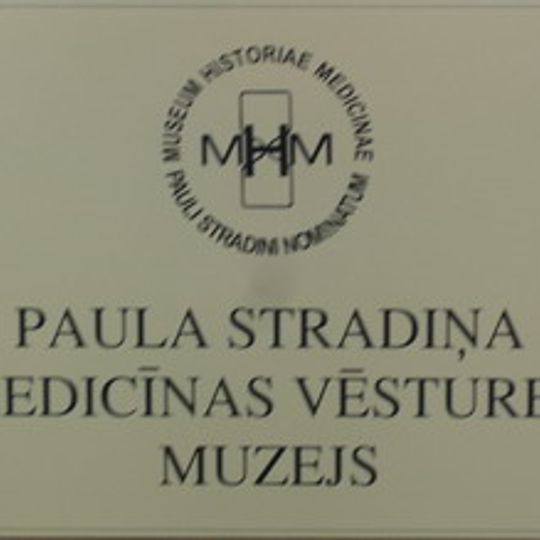 MUSEUM HISTORIAE MEDICINAE
PAULI STRADINI NOMINATUM
MHM
PAULA STRADIŅA
EDICĪNAS VĒSTURE
MUZEJS